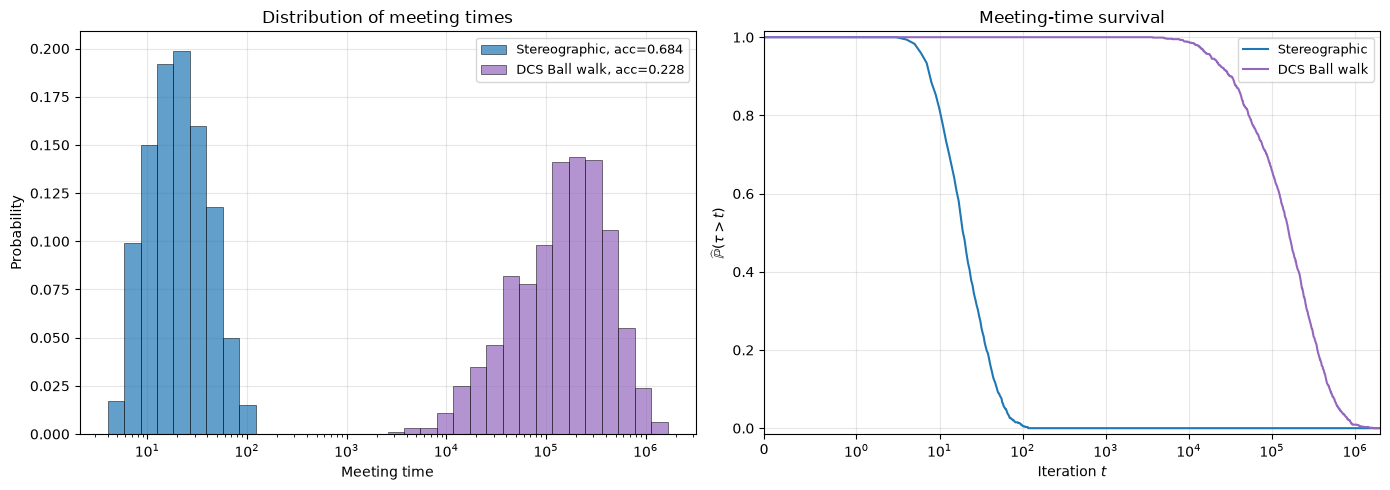 Distribution of meeting times
Stereographic, acc=0.684
DCS Ball walk, acc=0.228
Probability
0.200
0.175
0.150
0.125
0.100
0.075
0.050
0.025
0.000
10¹
10²
10³
10⁴
10⁵
10⁶
Meeting time
Meeting-time survival
Stereographic
DCS Ball walk
ℙ̂(τ > t)
1.0
0.8
0.6
0.4
0.2
0.0
0
10⁰
10¹
10²
10³
10⁴
10⁵
10⁶
Iteration t